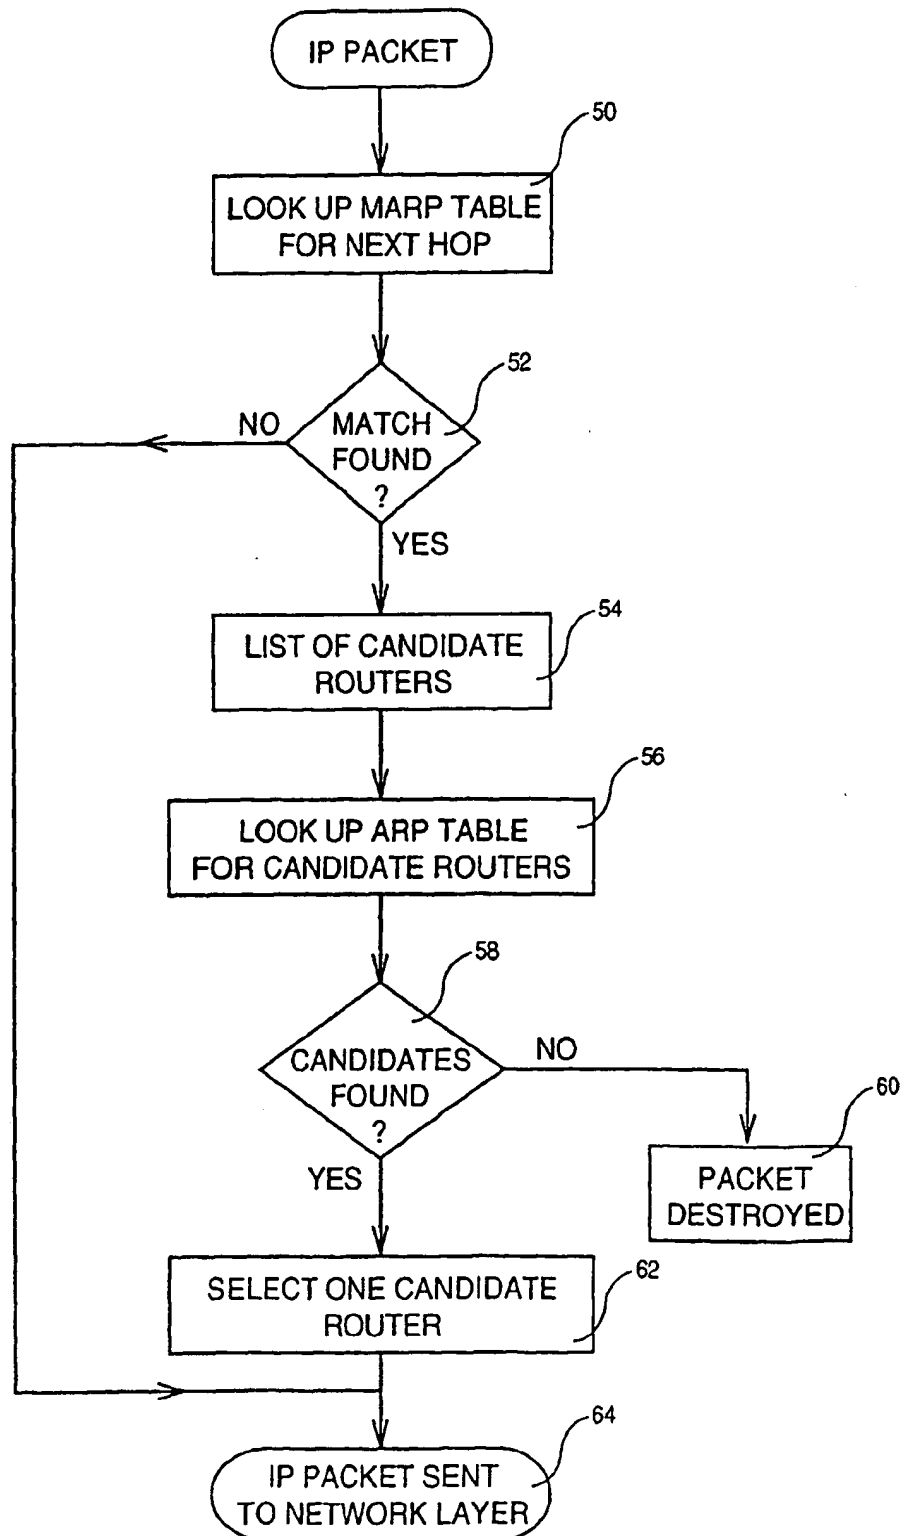 IP PACKET
50
LOOK UP MARP TABLE
FOR NEXT HOP
52
NO
MATCH
FOUND
?
YES
54
LIST OF CANDIDATE
ROUTERS
56
LOOK UP ARP TABLE
FOR CANDIDATE ROUTERS
58
CANDIDATES
FOUND
?
NO
YES
60
PACKET
DESTROYED
62
SELECT ONE CANDIDATE
ROUTER
64
IP PACKET SENT
TO NETWORK LAYER